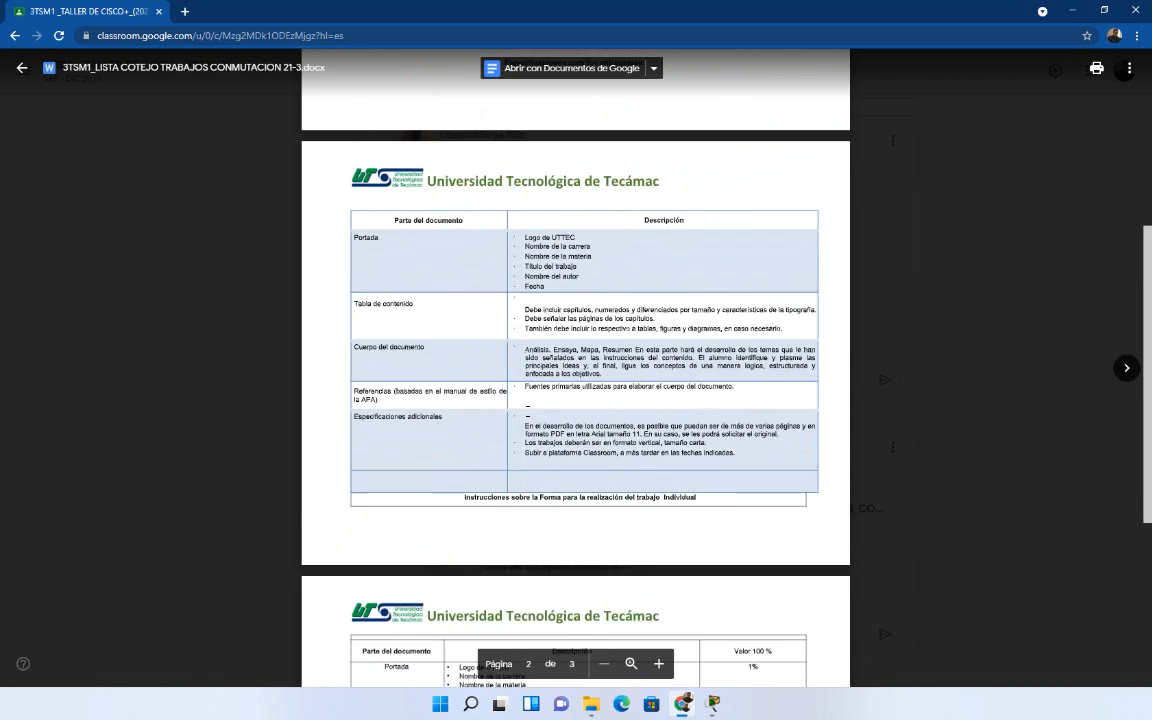 3TSM1 _TALLER DE CISCO+_(202
classroom.google.com/u/0/c/Mzg2MDk1ODEzMjgz?hl=es
3TSM1_LISTA COTEJO TRABAJOS CONMUTACION 21-3.docx
Abrir con Documentos de Google
Universidad Tecnológica de Tecámac
Universidad Tecnológica de Tecámac
Parte del documento
Descripción
Portada
· Logo de UTTEC
· Nombre de la carrera
· Nombre de la materia
· Título del trabajo
· Nombre del autor
· Fecha
Tabla de contenido
· Debe incluir capítulos, numerados y diferenciados por tamaño y características de la tipografía.
· Debe señalar las páginas de los capítulos.
· También debe incluir lo respectivo a tablas, figuras y diagramas, en caso necesario.
Cuerpo del documento
· Análisis, Ensayo, Mapa, Resumen En esta parte hará el desarrollo de los temas que le han
sido señalados en las instrucciones del contenido. El alumno identifique y plasme las
principales ideas y, al final, ligue los conceptos de una manera lógica, estructurada y
enfocada a los objetivos.
Referencias (basadas en el manual de estilo de
la APA)
· Fuentes primarias utilizadas para elaborar el cuerpo del documento.
Especificaciones adicionales
· En el desarrollo de los documentos, es posible que puedan ser de más de varias páginas y en
formato PDF en letra Arial tamaño 11. En su caso, se les podrá solicitar el original.
· Los trabajos deberán ser en formato vertical, tamaño carta.
· Subir a plataforma Classroom, a más terdar en las fechas indicadas.
Instrucciones sobre la Forma para la realización del trabajo Individual
Universidad Tecnológica de Tecámac
Universidad Tecnológica de Tecámac
Parte del documento
Valor 100 %
Portada
• Logo de
• Nombre
• Nombre de la materia
1%
Página 2 de 3